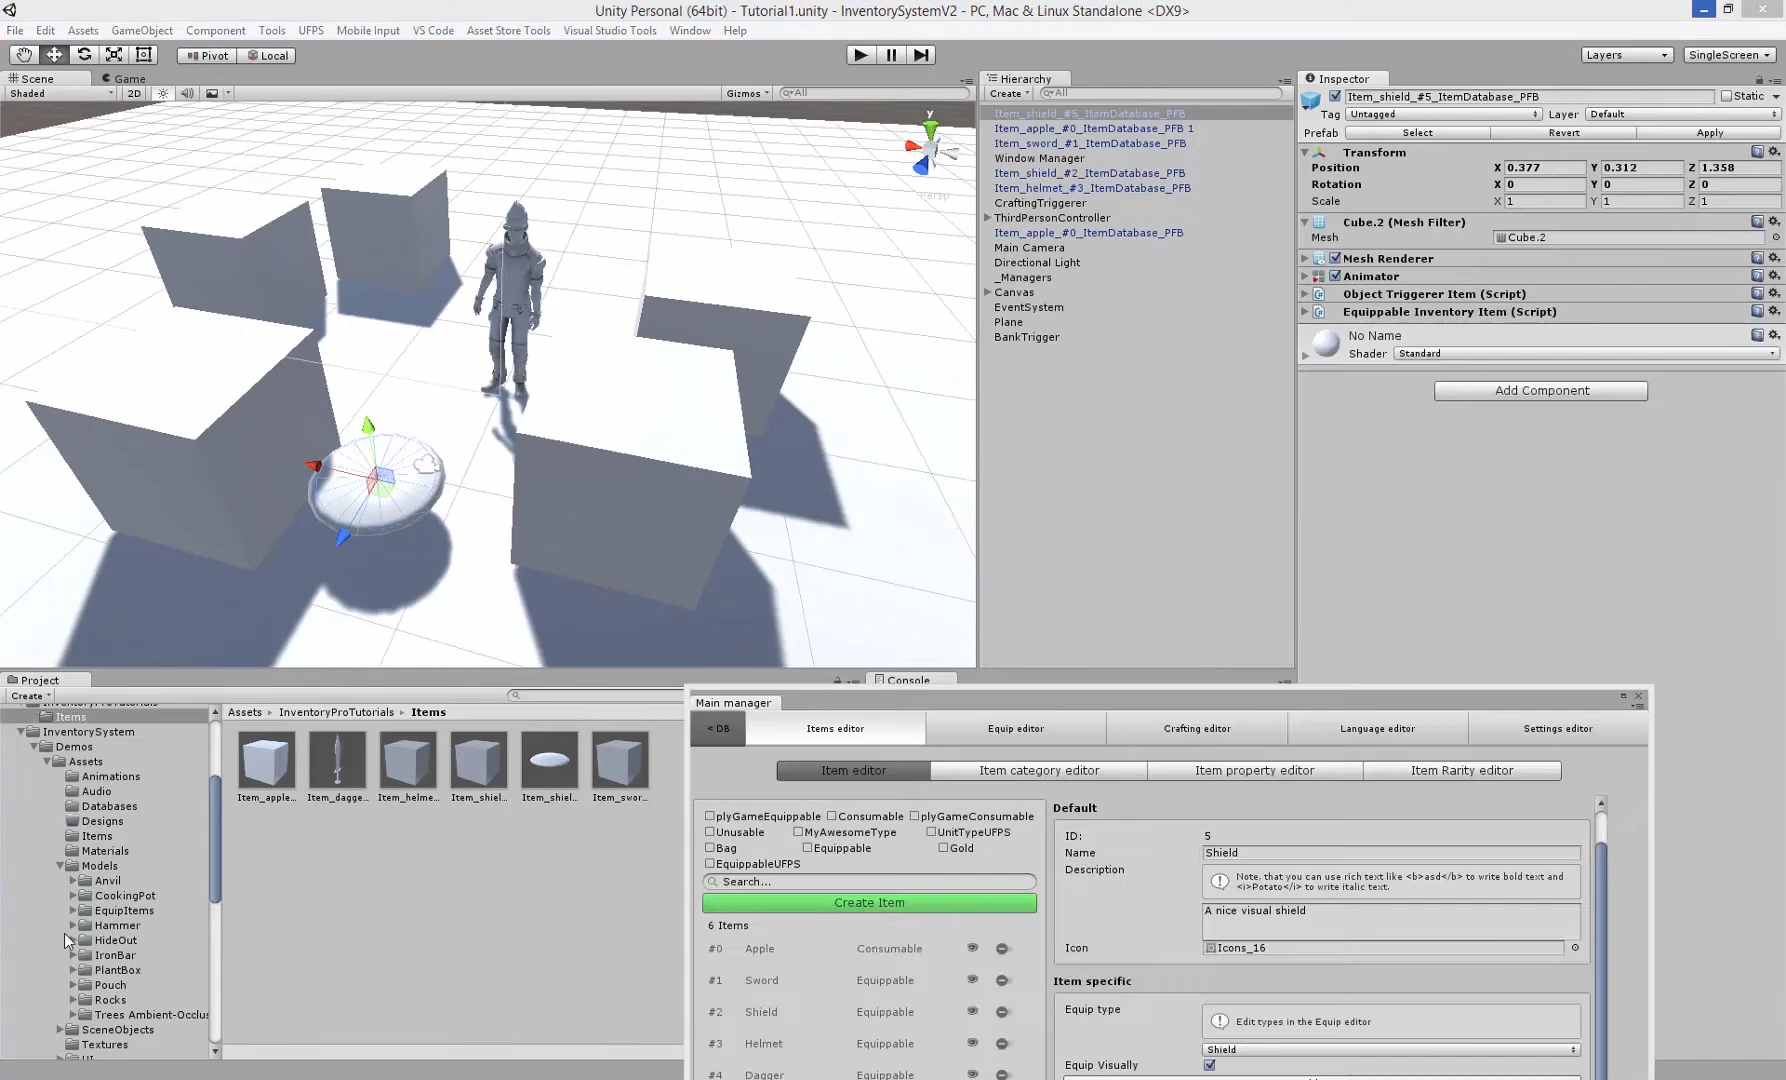 Unity Personal (64bit) - Tutorial1.unity - InventorySystemV2 - PC, Mac & Linux Standalone <DX9>
File Edit Assets GameObject Component Tools UFPS Mobile Input VS Code Asset Store Tools Visual Studio Tools Window Help
Pivot Local Layers SingleScreen
Scene Game Hierarchy Inspector
Shaded 2D Gizmos All Create All
Item_shield_#5_ItemDatabase_PFB Static
Tag Untagged Layer Default
Prefab Select Revert Apply
Item_shield_#5_ItemDatabase_PFB
Item_apple_#0_ItemDatabase_PFB 1
Item_sword_#1_ItemDatabase_PFB
Window Manager
Item_shield_#2_ItemDatabase_PFB
Item_helmet_#3_ItemDatabase_PFB
CraftingTriggerer
ThirdPersonController
Item_apple_#0_ItemDatabase_PFB
Main Camera
Directional Light
_Managers
Canvas
EventSystem
Plane
BankTrigger
y
Persp
Transform
Position X 0.377 Y 0.312 Z 1.358
Rotation X 0 Y 0 Z 0
Scale X 1 Y 1 Z 1
Cube.2 (Mesh Filter)
Mesh Cube.2
Mesh Renderer
Animator
Object Triggerer Item (Script)
Equippable Inventory Item (Script)
No Name
Shader Standard
Add Component
Project Console
Create
Items
InventorySystem
Demos
Assets
Animations
Audio
Databases
Designs
Items
Materials
Models
Anvil
CookingPot
EquipItems
Hammer
HideOut
IronBar
PlantBox
Pouch
Rocks
Trees Ambient-Occlus
SceneObjects
Textures
Assets InventoryProTutorials Items
Item_apple... Item_dagge... Item_helme... Item_shiel... Item_shiel... Item_swor...
Main manager
< DB Items editor Equip editor Crafting editor Language editor Settings editor
Item editor Item category editor Item property editor Item Rarity editor
plyGameEquippable Consumable plyGameConsumable
Unusable MyAwesomeType UnitTypeUFPS
Bag Equippable Gold
EquippableUFPS
Search...
Create Item
6 Items
#0 Apple Consumable
#1 Sword Equippable
#2 Shield Equippable
#3 Helmet Equippable
#4 Dagger Equippable
Default
ID: 5
Name Shield
Description Note, that you can use rich text like <b>asd</b> to write bold text and
<i>Potato</i> to write italic text.
A nice visual shield
Icon Icons_16
Item specific
Equip type Edit types in the Equip editor
Shield
Equip Visually